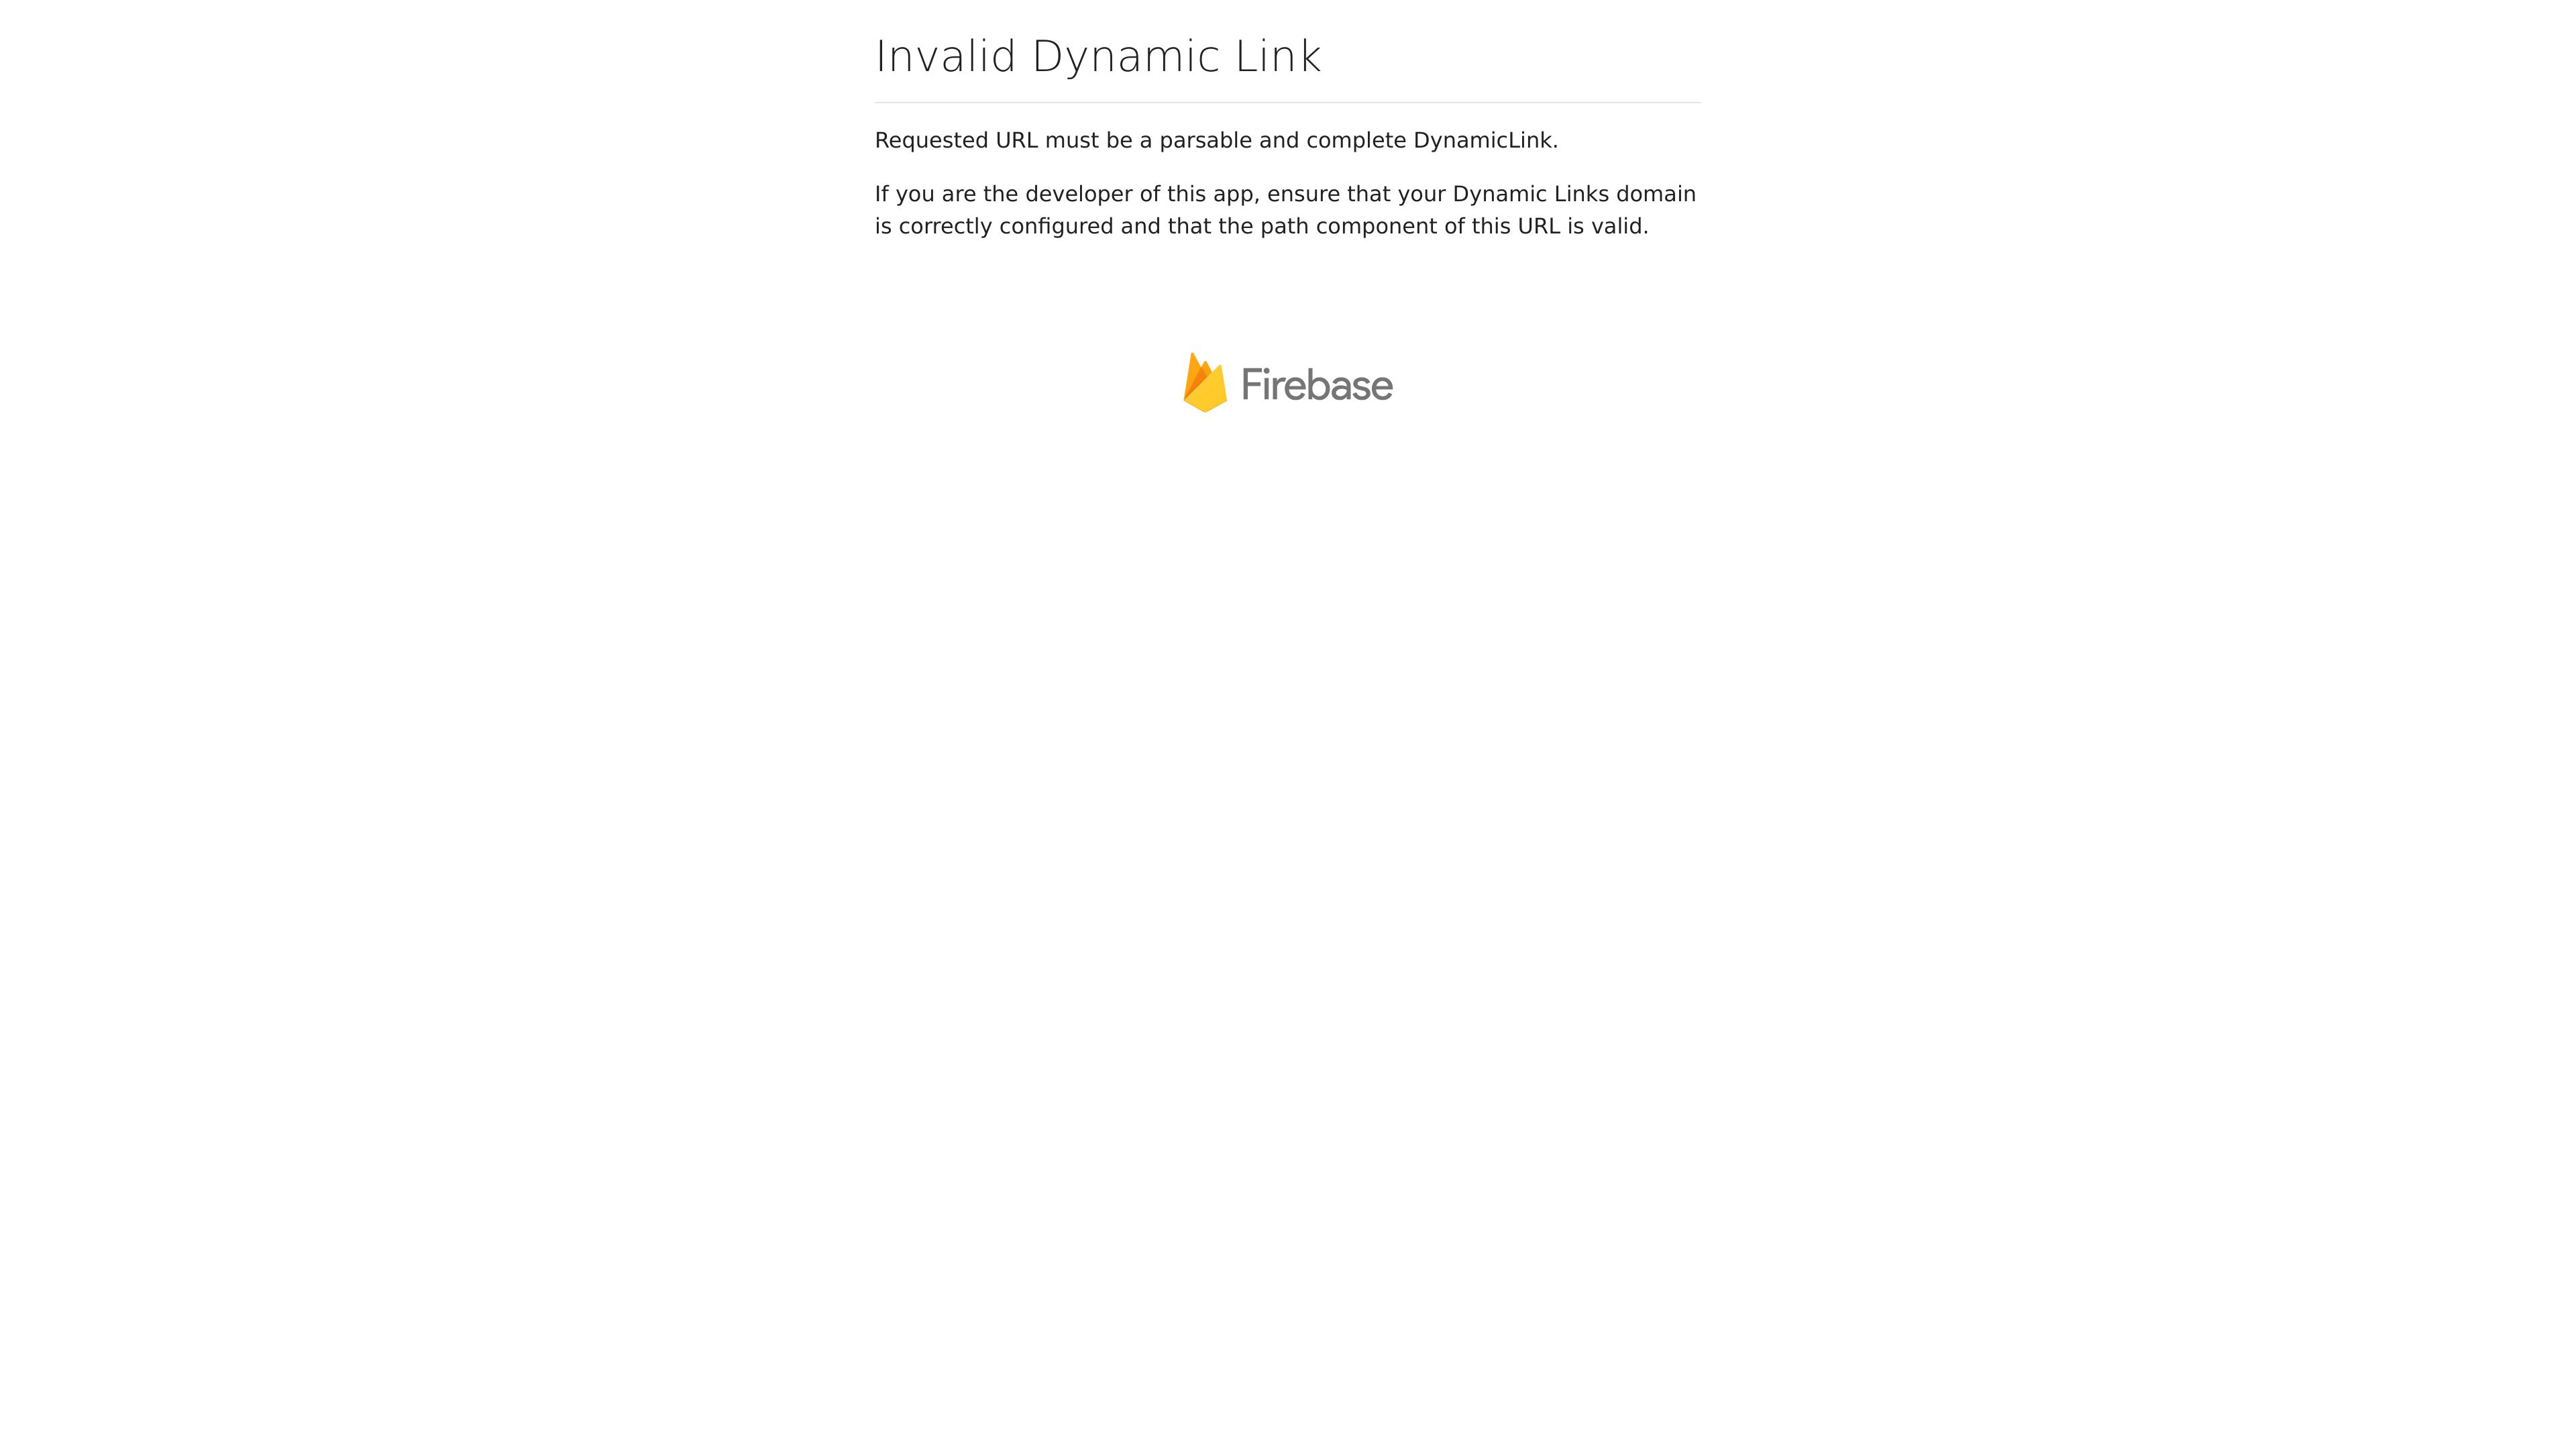 Invalid Dynamic Link
Requested URL must be a parsable and complete DynamicLink.
If you are the developer of this app, ensure that your Dynamic Links domain
is correctly configured and that the path component of this URL is valid.
Firebase